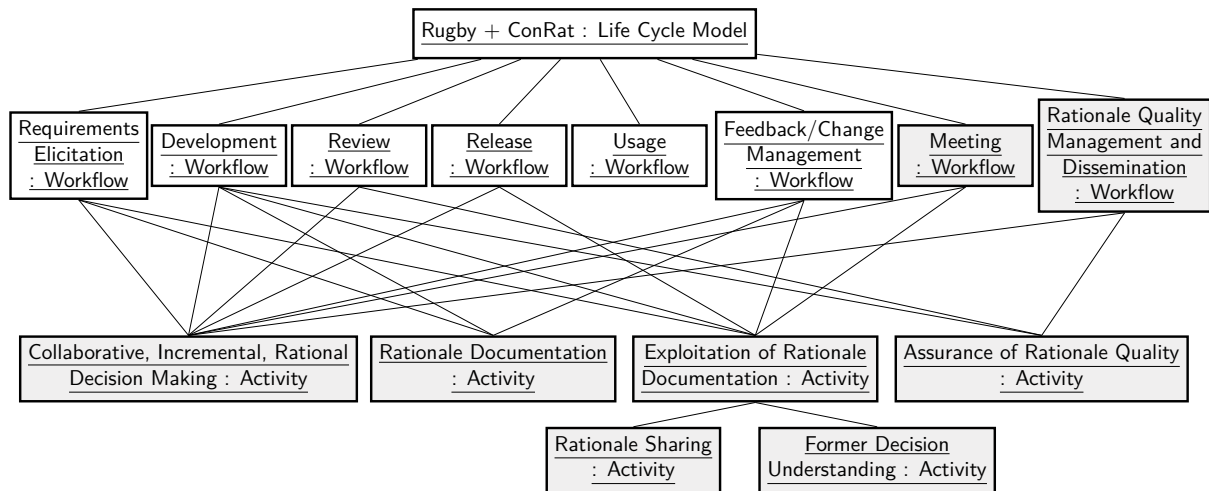 Rugby + ConRat : Life Cycle Model
Requirements
Elicitation
: Workflow
Development
: Workflow
Review
: Workflow
Release
: Workflow
Usage
: Workflow
Feedback/Change
Management
: Workflow
Meeting
: Workflow
Rationale Quality
Management and
Dissemination
: Workflow
Collaborative, Incremental, Rational
Decision Making : Activity
Rationale Documentation
: Activity
Exploitation of Rationale
Documentation : Activity
Assurance of Rationale Quality
: Activity
Rationale Sharing
: Activity
Former Decision
Understanding : Activity